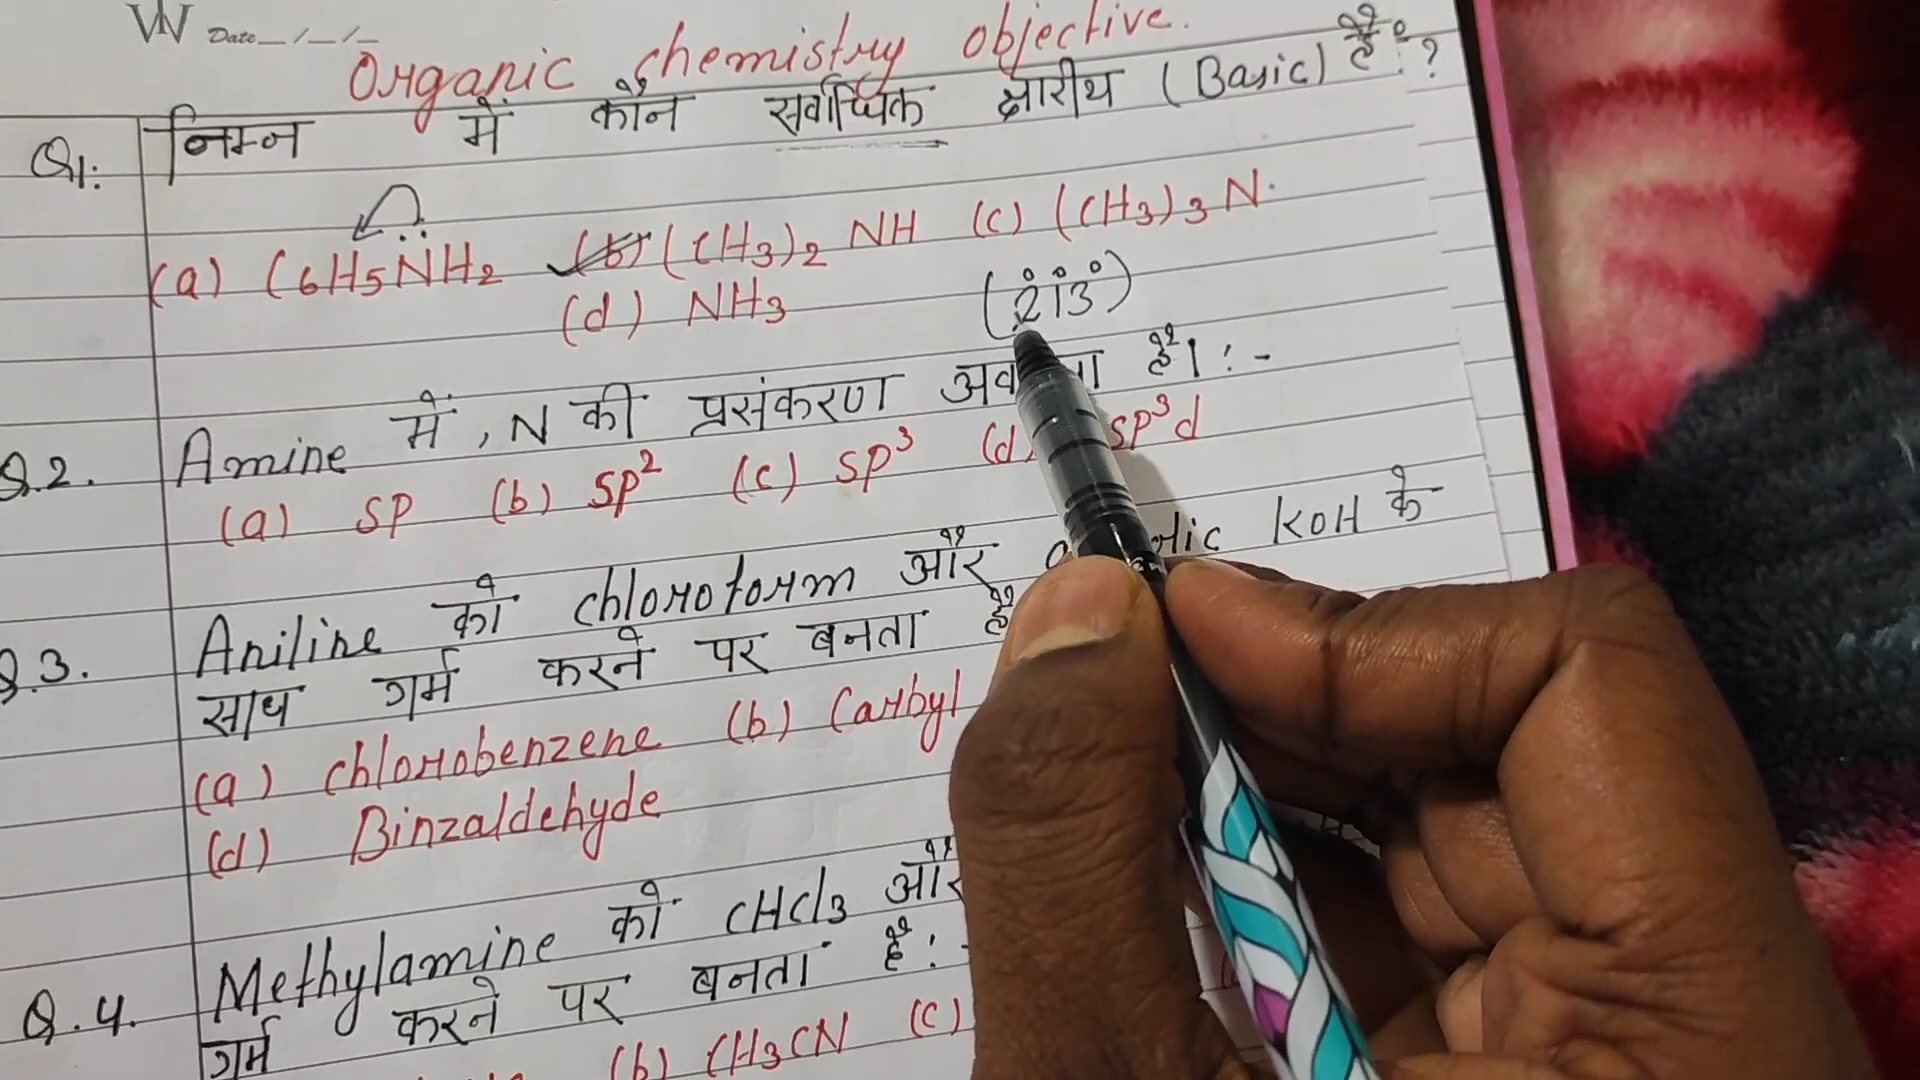 Date_/_/_
Organic chemistry objective.
Q1: निम्न में कौन सर्वाधिक क्षारीय (Basic) है:?
(a) C6H5NH2 (b) (CH3)2 NH (c) (CH3)3 N.
(d) NH3 (2°1°3°)
Q.2. Amine में, N की प्रसंकरण है। :-
(a) sp (b) sp² (c) sp³ (d) sp³d
Q.3. Aniline को chloroform और KOH के
साथ गर्म करने पर बनता है
(a) chlorobenzene (b) Carbyl
(d) Binzaldehyde
Q.4. Methylamine को CHCl3 और
गर्म करने पर बनता है: -
(b) CH3CN (c)